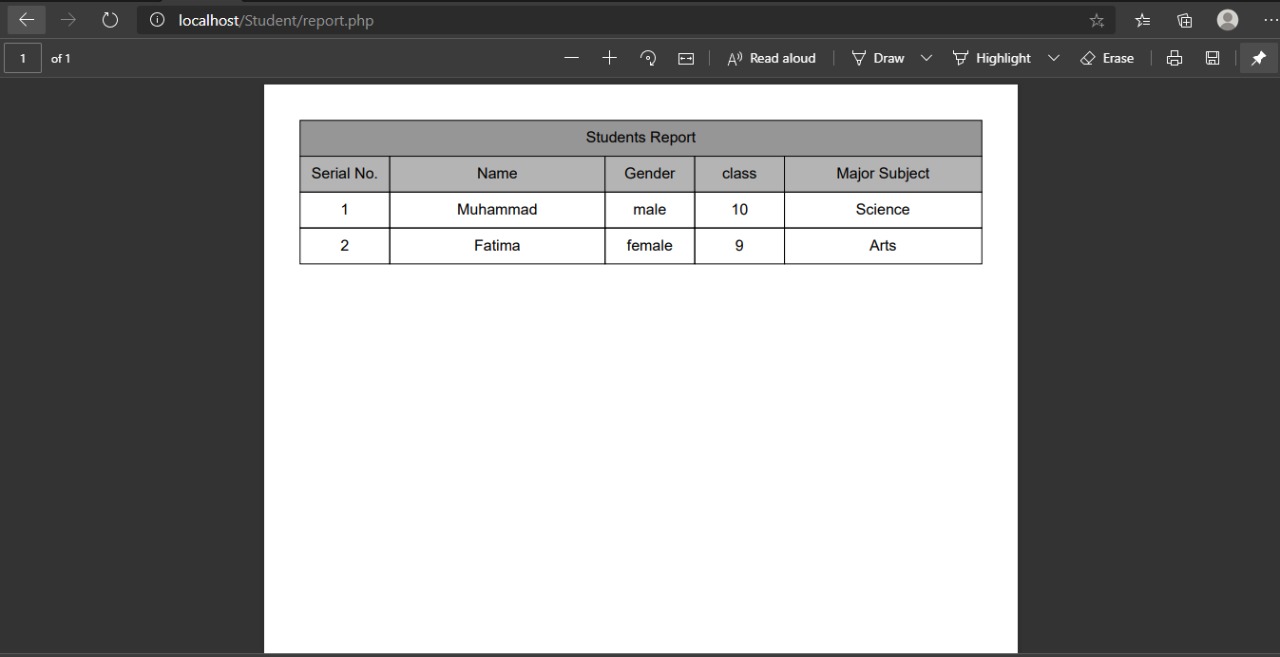 localhost/Student/report.php
1 of 1 Read aloud Draw Highlight Erase
Students Report
Serial No. Name Gender class Major Subject
1 Muhammad male 10 Science
2 Fatima female 9 Arts